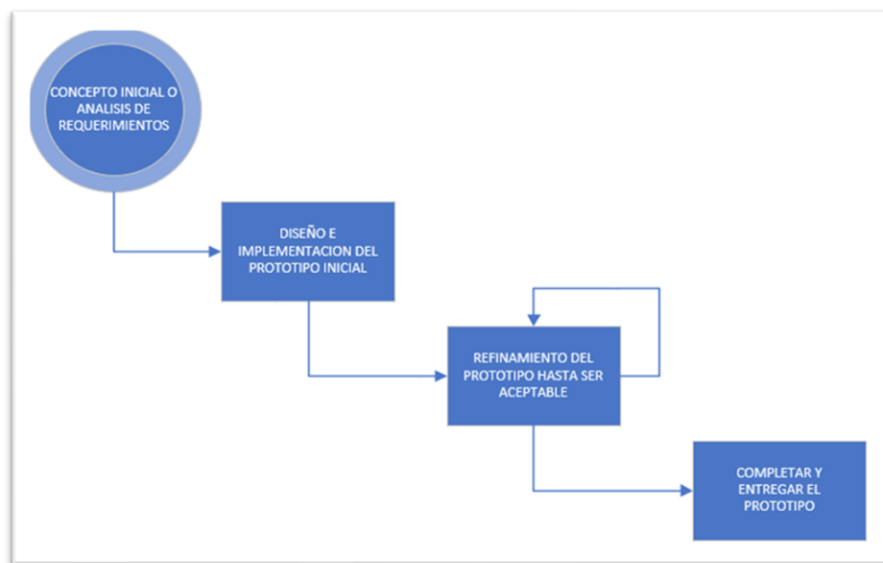 CONCEPTO INICIAL O
ANALISIS DE
REQUERIMIENTOS
DISEÑO E
IMPLEMENTACION DEL
PROTOTIPO INICIAL
REFINAMIENTO DEL
PROTOTIPO HASTA SER
ACEPTABLE
COMPLETAR Y
ENTREGAR EL
PROTOTIPO